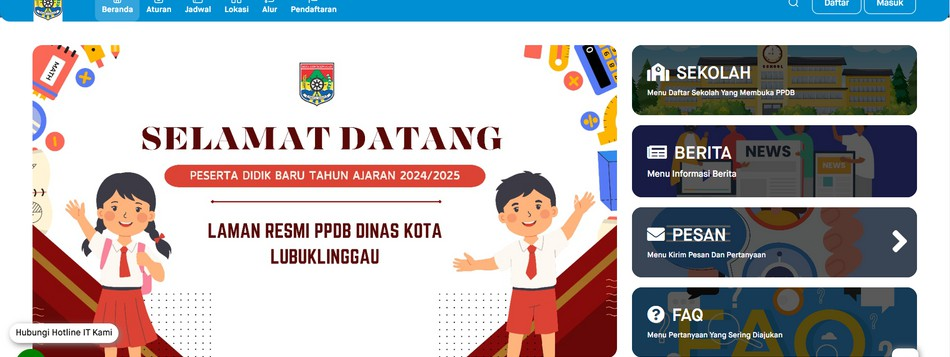 Beranda
Aturan
Jadwal
Lokasi
Alur
Pendaftaran
Daftar
Masuk
MATH
SELAMAT DATANG
PESERTA DIDIK BARU TAHUN AJARAN 2024/2025
LAMAN RESMI PPDB DINAS KOTA
LUBUKLINGGAU
Hubungi Hotline IT Kami
SCHOOL
SEKOLAH
Menu Daftar Sekolah Yang Membuka PPDB
NEWS
NEWS
BERITA
Menu Informasi Berita
PESAN
Menu Kirim Pesan Dan Pertanyaan
FAQ
FAQ
Menu Pertanyaan Yang Sering Diajukan